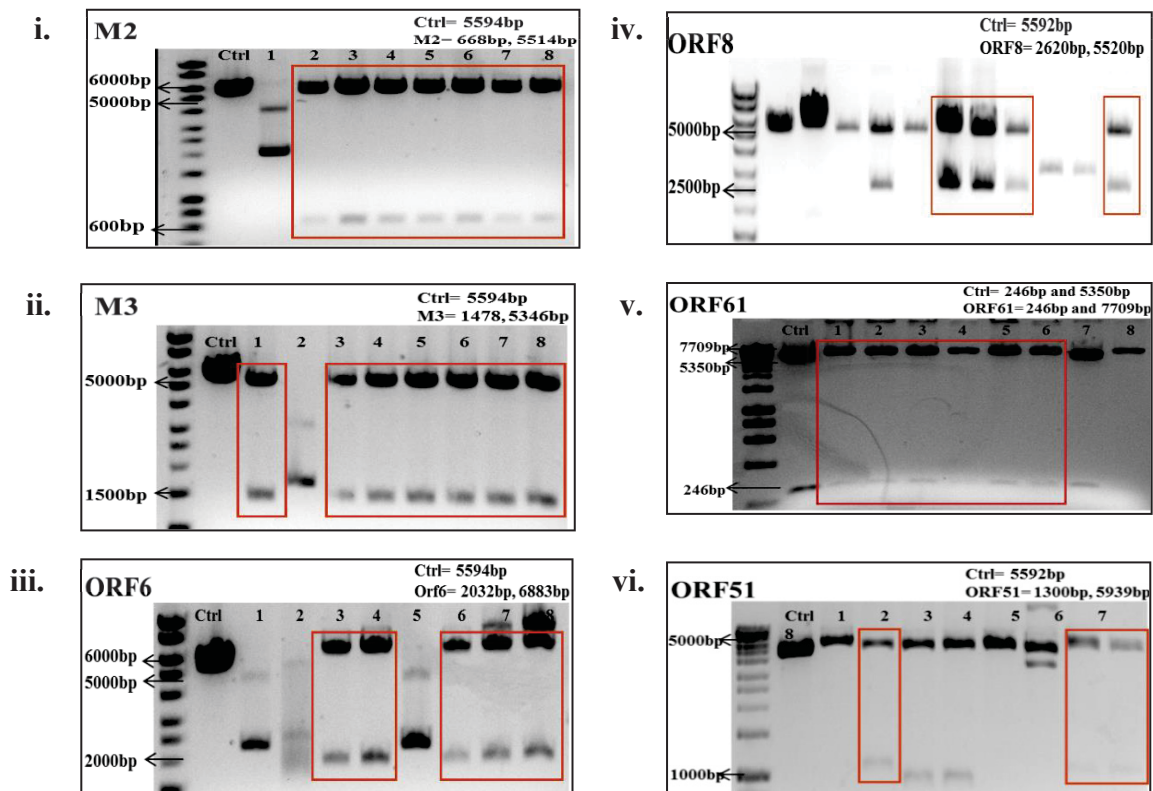 i.
M2
Ctrl= 5594bp
M2– 668bp, 5514bp
Ctrl 1 2 3 4 5 6 7 8
6000bp
5000bp
600bp
ii.
M3
Ctrl= 5594bp
M3= 1478, 5346bp
Ctrl 1 2 3 4 5 6 7 8
5000bp
1500bp
iii.
ORF6
Ctrl= 5594bp
Orf6= 2032bp, 6883bp
Ctrl 1 2 3 4 5 6 7 8
6000bp
5000bp
2000bp
iv.
ORF8
Ctrl= 5592bp
ORF8= 2620bp, 5520bp
5000bp
2500bp
v.
ORF61
Ctrl= 246bp and 5350bp
ORF61= 246bp and 7709bp
Ctrl 1 2 3 4 5 6 7 8
7709bp
5350bp
246bp
vi.
ORF51
Ctrl= 5592bp
ORF51= 1300bp, 5939bp
Ctrl 1 2 3 4 5 6 7
8
5000bp
1000bp